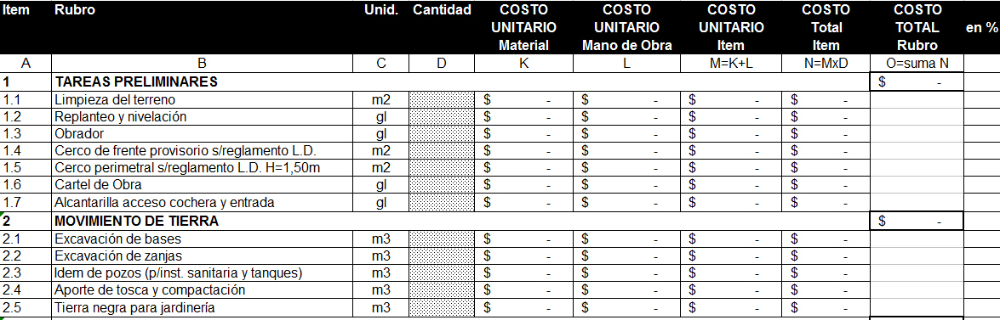 Item Rubro Unid. Cantidad COSTO UNITARIO Material COSTO UNITARIO Mano de Obra COSTO UNITARIO Item COSTO Total Item COSTO TOTAL Rubro en %
A B C D K L M=K+L N=MxD O=suma N
1 TAREAS PRELIMINARES $ -
1.1 Limpieza del terreno m2 $ - $ - $ - $ -
1.2 Replanteo y nivelación gl $ - $ - $ - $ -
1.3 Obrador gl $ - $ - $ - $ -
1.4 Cerco de frente provisorio s/reglamento L.D. m2 $ - $ - $ - $ -
1.5 Cerco perimetral s/reglamento L.D. H=1,50m m2 $ - $ - $ - $ -
1.6 Cartel de Obra gl $ - $ - $ - $ -
1.7 Alcantarilla acceso cochera y entrada gl $ - $ - $ - $ -
2 MOVIMIENTO DE TIERRA $ -
2.1 Excavación de bases m3 $ - $ - $ - $ -
2.2 Excavación de zanjas m3 $ - $ - $ - $ -
2.3 Idem de pozos (p/inst. sanitaria y tanques) m3 $ - $ - $ - $ -
2.4 Aporte de tosca y compactación m3 $ - $ - $ - $ -
2.5 Tierra negra para jardinería m3 $ - $ - $ - $ -